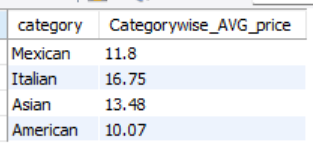 category Categorywise_AVG_price
Mexican 11.8
Italian 16.75
Asian 13.48
American 10.07